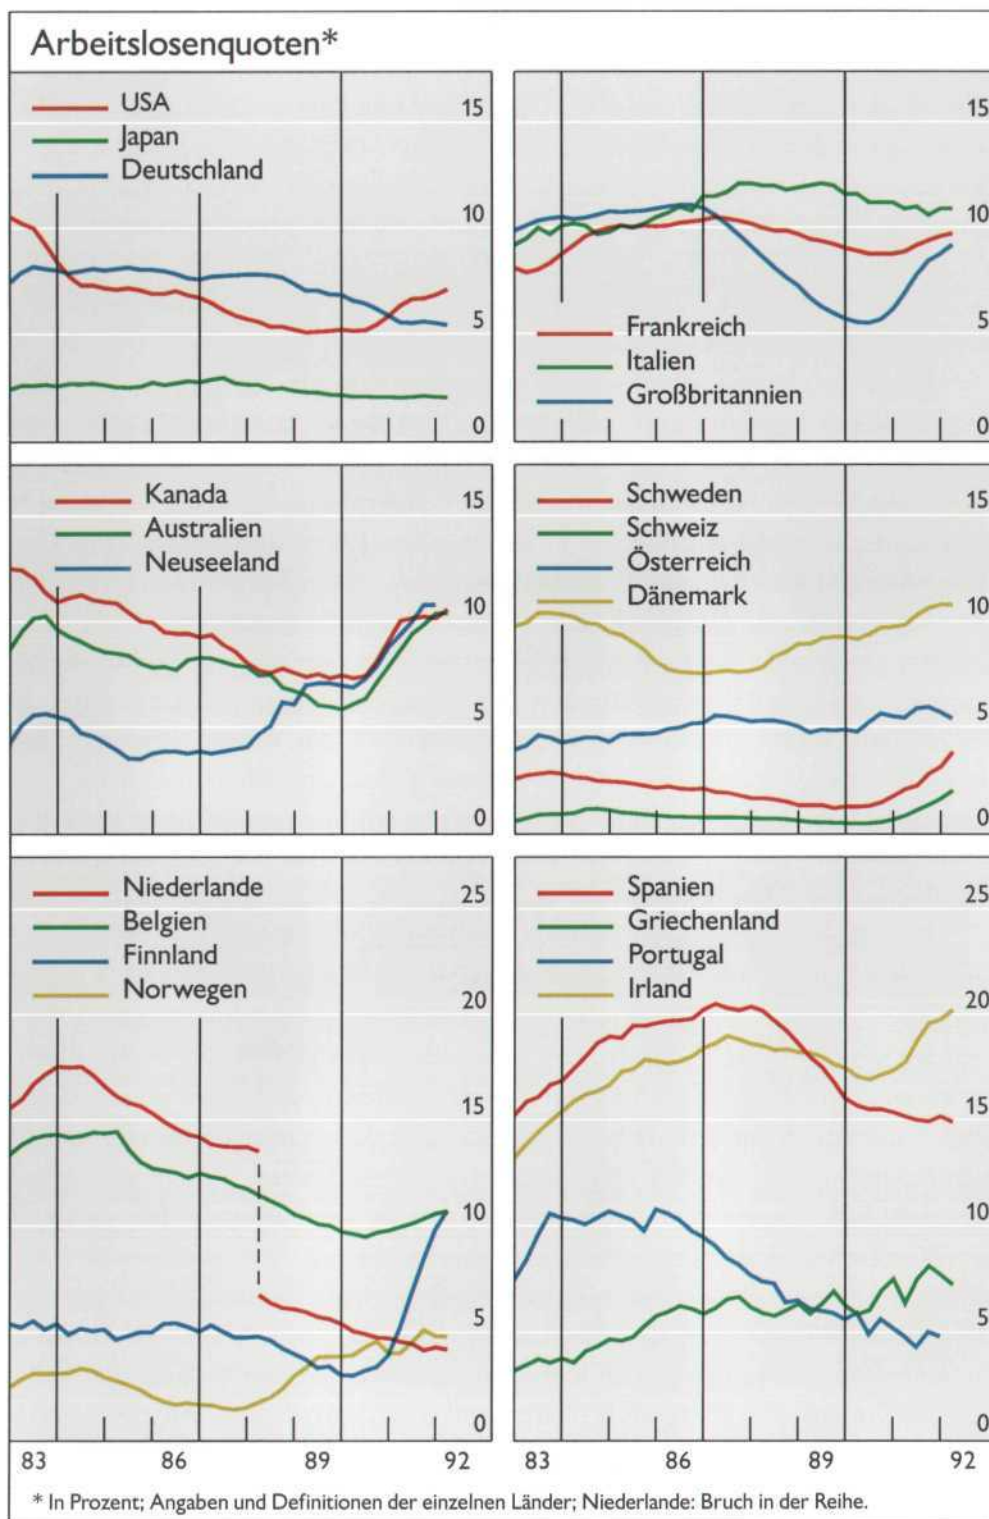 Arbeitslosenquoten*
USA
Japan
Deutschland
15
10
5
0
Frankreich
Italien
Großbritannien
15
10
5
0
Kanada
Australien
Neuseeland
15
10
5
0
Schweden
Schweiz
Österreich
Dänemark
15
10
5
0
Niederlande
Belgien
Finnland
Norwegen
25
20
15
10
5
0
83 86 89 92
Spanien
Griechenland
Portugal
Irland
25
20
15
10
5
0
83 86 89 92
* In Prozent; Angaben und Definitionen der einzelnen Länder; Niederlande: Bruch in der Reihe.